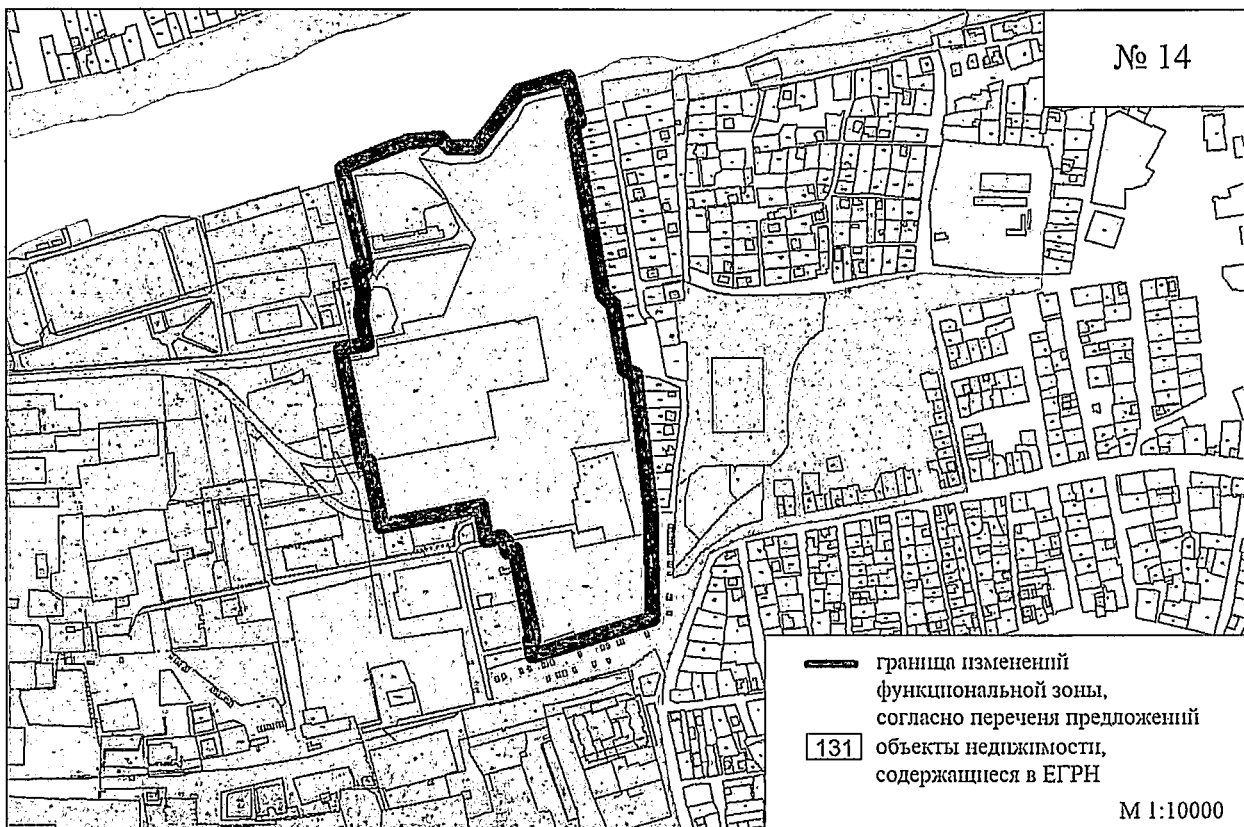 № 14
граница изменений
функциональной зоны,
согласно перечня предложений
131 объекты недвижимости,
содержащиеся в ЕГРН
М 1:10000